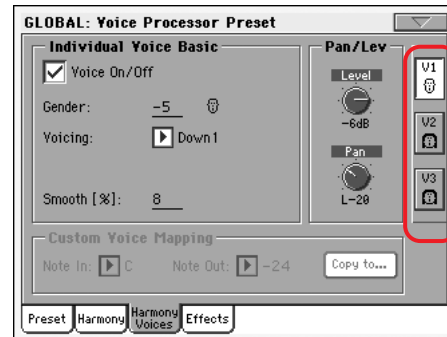 GLOBAL: Voice Processor Preset
Individual Voice Basic
Voice On/Off
Gender: -5
Voicing: Down1
Smooth [%]: 8
Pan/Lev
Level
-6dB
Pan
L-20
V1
V2
V3
Custom Voice Mapping
Note In: C Note Out: -24 Copy to...
Preset Harmony Harmony Voices Effects